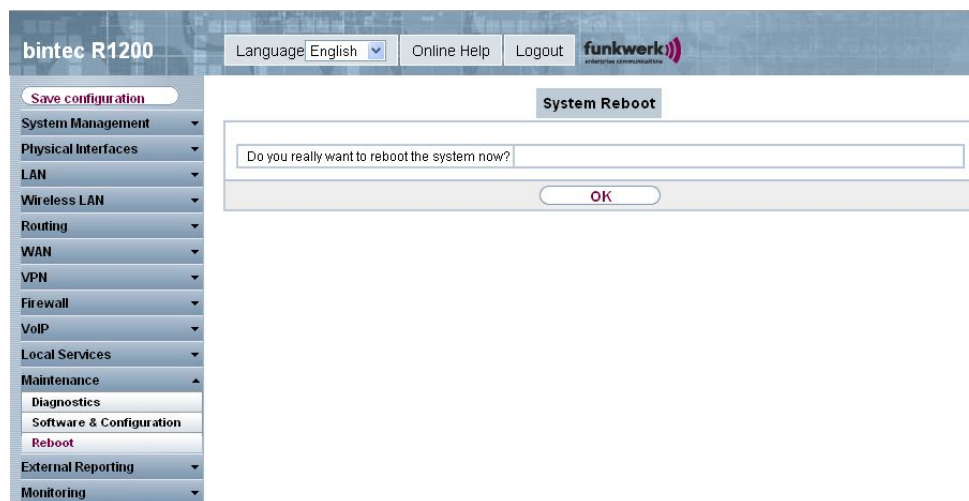 bintec R1200
Language English Online Help Logout funkwerk
enterprise communications
Save configuration
System Management
Physical Interfaces
LAN
Wireless LAN
Routing
WAN
VPN
Firewall
VoIP
Local Services
Maintenance
Diagnostics
Software & Configuration
Reboot
External Reporting
Monitoring
System Reboot
Do you really want to reboot the system now?
OK